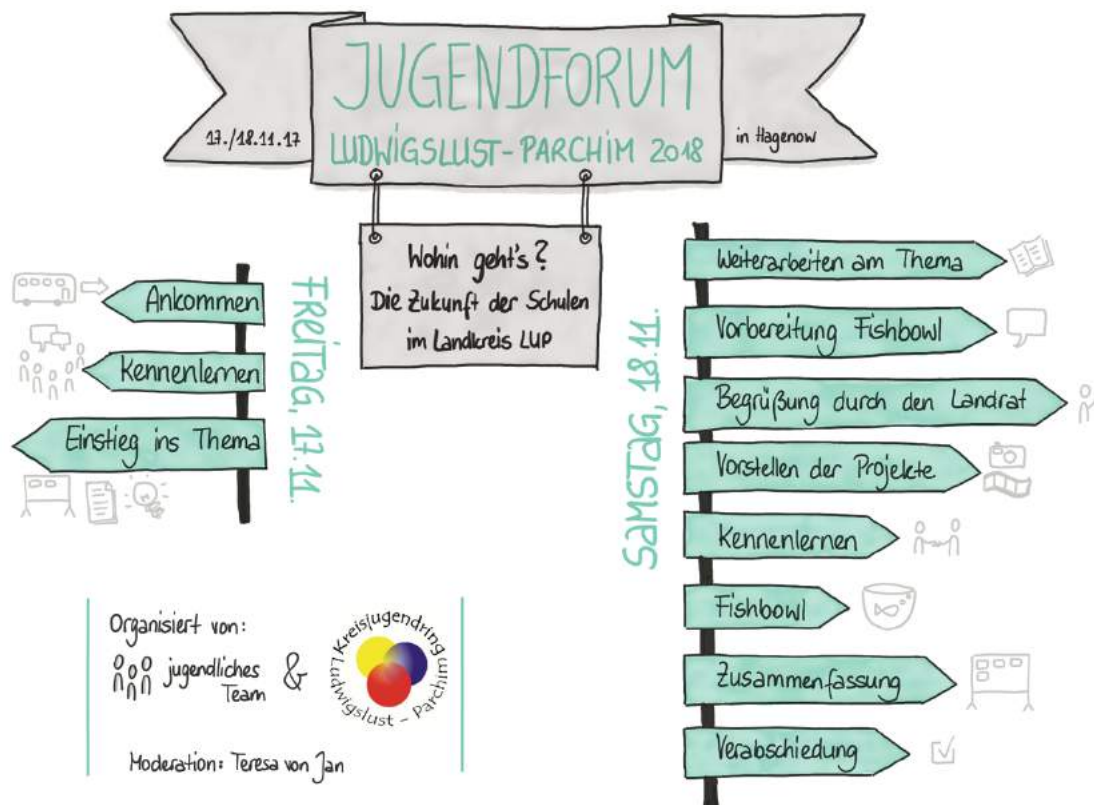 JUGENDFORUM
LUDWIGSLUST-PARCHIM 2018
17./18.11.17
in Hagenow
Wohin geht's?
Die Zukunft der Schulen
im Landkreis LUP
FREITAG, 17.11.
Ankommen
Kennenlernen
Einstieg ins Thema
SAMSTAG, 18.11.
Weiterarbeiten am Thema
Vorbereitung Fishbowl
Begrüßung durch den Landrat
Vorstellen der Projekte
Kennenlernen
Fishbowl
Zusammenfassung
Verabschiedung
Organisiert von:
jugendliches
Team
&
Kreisjugendring
Ludwigslust - Parchim
Moderation: Teresa von Jan